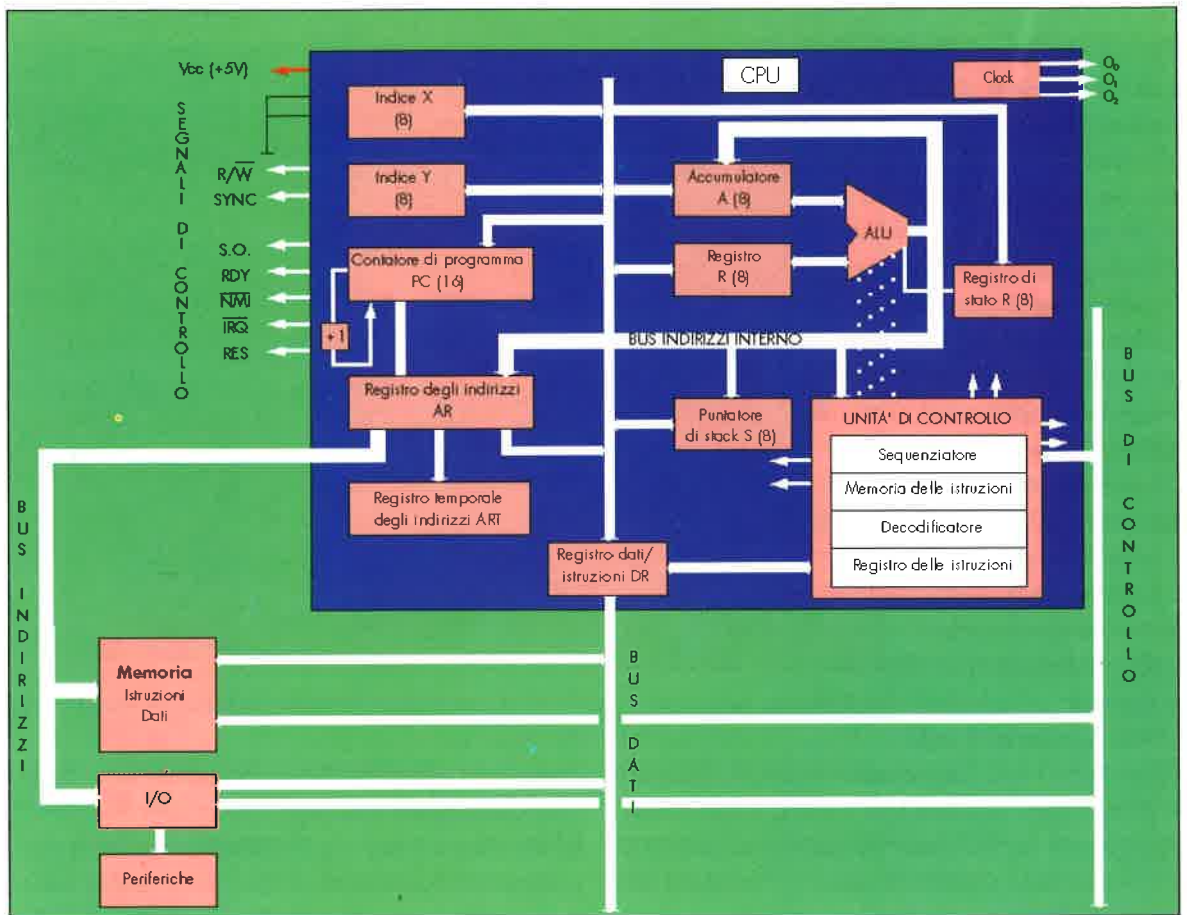 CPU
Vcc (+5V)
Clock
O₀
O₁
O₂
SEGNALI DI CONTROLLO
R/W̅
SYNC
S.O.
RDY
N̅M̅I̅
I̅R̅Q̅
RES
Indice X
(8)
Indice Y
(8)
Contatore di programma
PC (16)
+1
Registro degli indirizzi
AR
Registro temporale
degli indirizzi ART
Accumulatore
A (8)
Registro
R (8)
ALU
Registro di
stato R (8)
BUS INDIRIZZI INTERNO
Puntatore
di stack S (8)
UNITA' DI CONTROLLO
Sequenziatore
Memoria delle istruzioni
Decodificatore
Registro delle istruzioni
Registro dati/
istruzioni DR
BUS DI CONTROLLO
BUS INDIRIZZI
BUS DATI
Memoria
Istruzioni
Dati
I/O
Periferiche